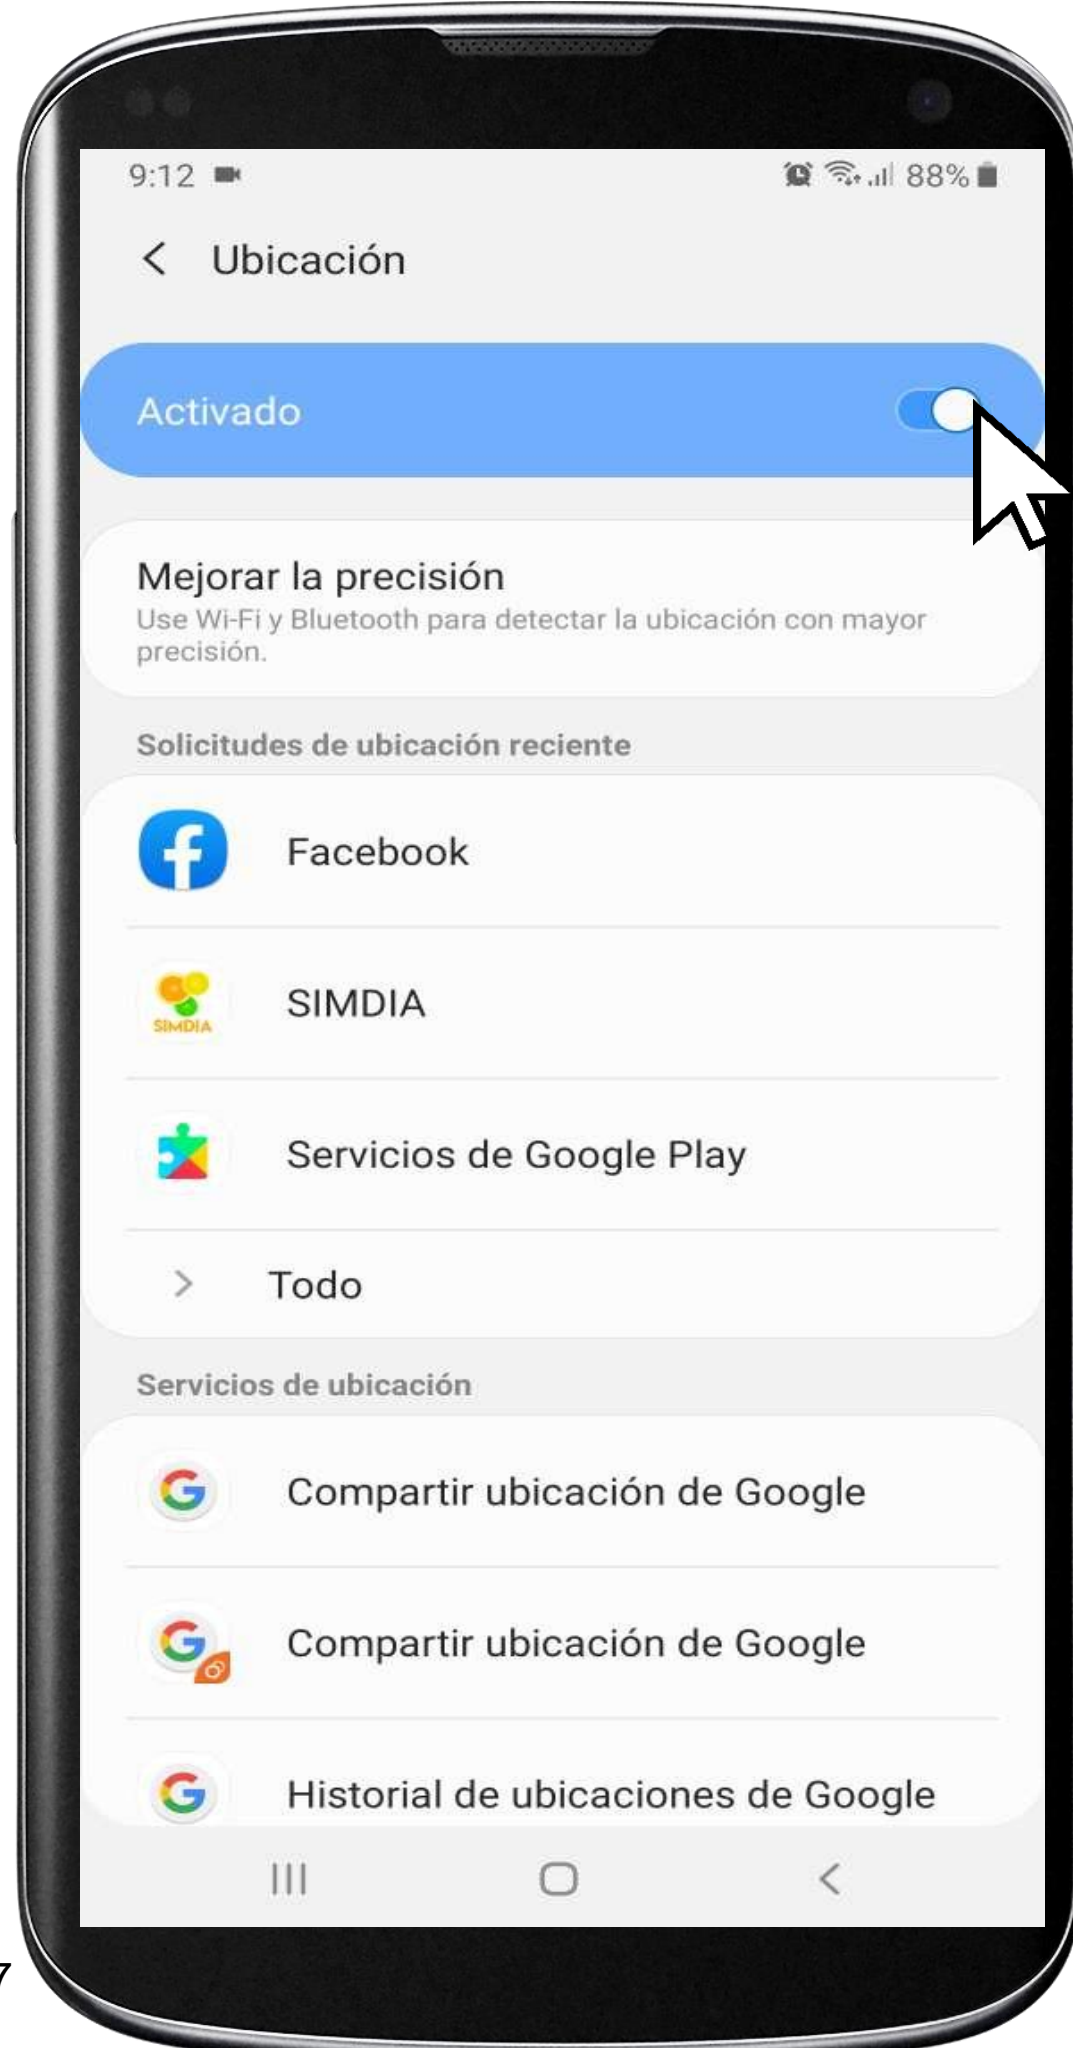 9:12 88%
Ubicación
Activado
Mejorar la precisión
Use Wi-Fi y Bluetooth para detectar la ubicación con mayor
precisión.
Solicitudes de ubicación reciente
Facebook
SIMDIA
SIMDIA
Servicios de Google Play
Todo
Servicios de ubicación
Compartir ubicación de Google
Compartir ubicación de Google
Historial de ubicaciones de Google
7